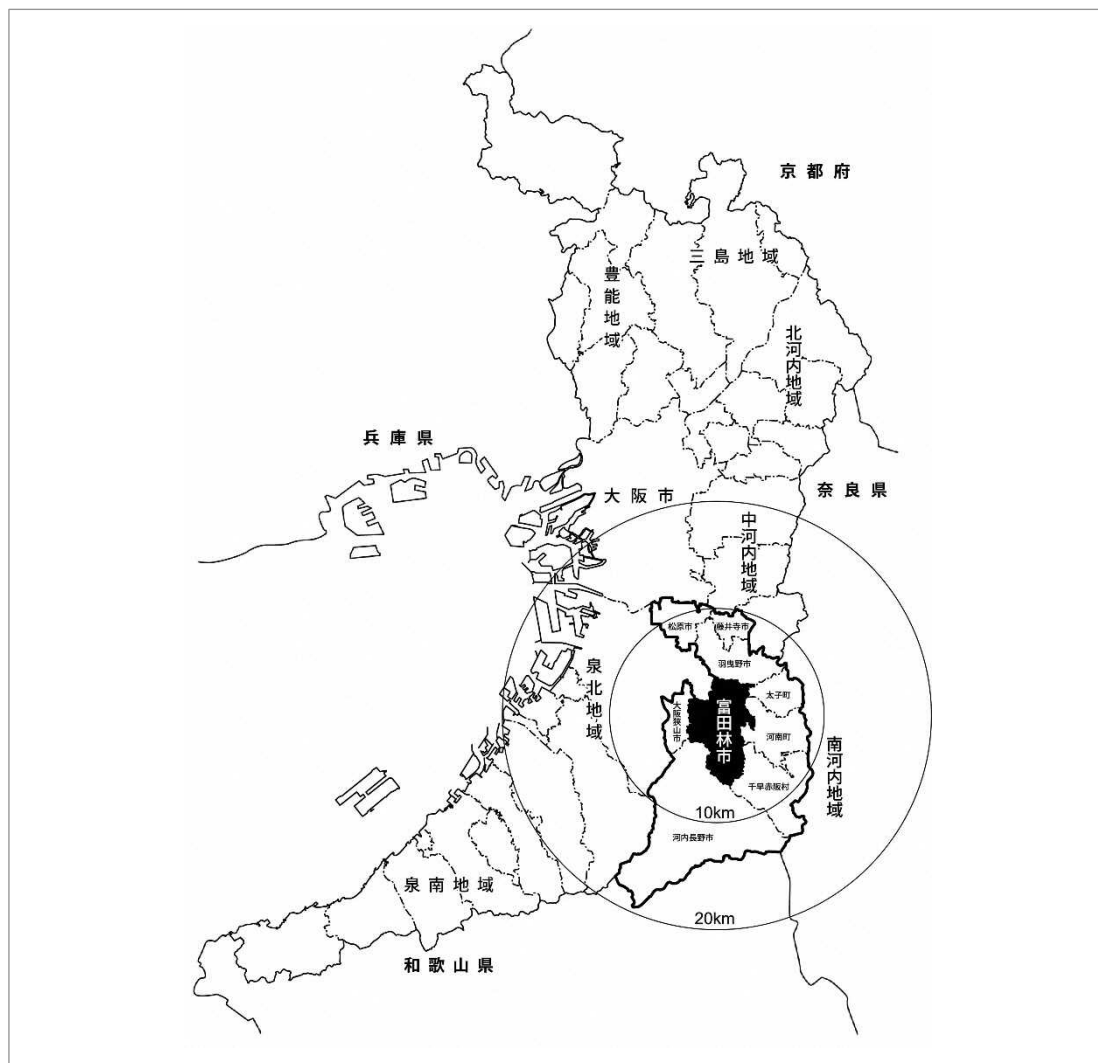 京都府
三島地域
豊能地域
北河内地域
兵庫県
大阪市
奈良県
中河内地域
松原市
藤井寺市
羽曳野市
泉北地域
太子町
大阪狭山市
富田林市
河南町
南河内地域
千早赤阪村
10km
河内長野市
泉南地域
20km
和歌山県